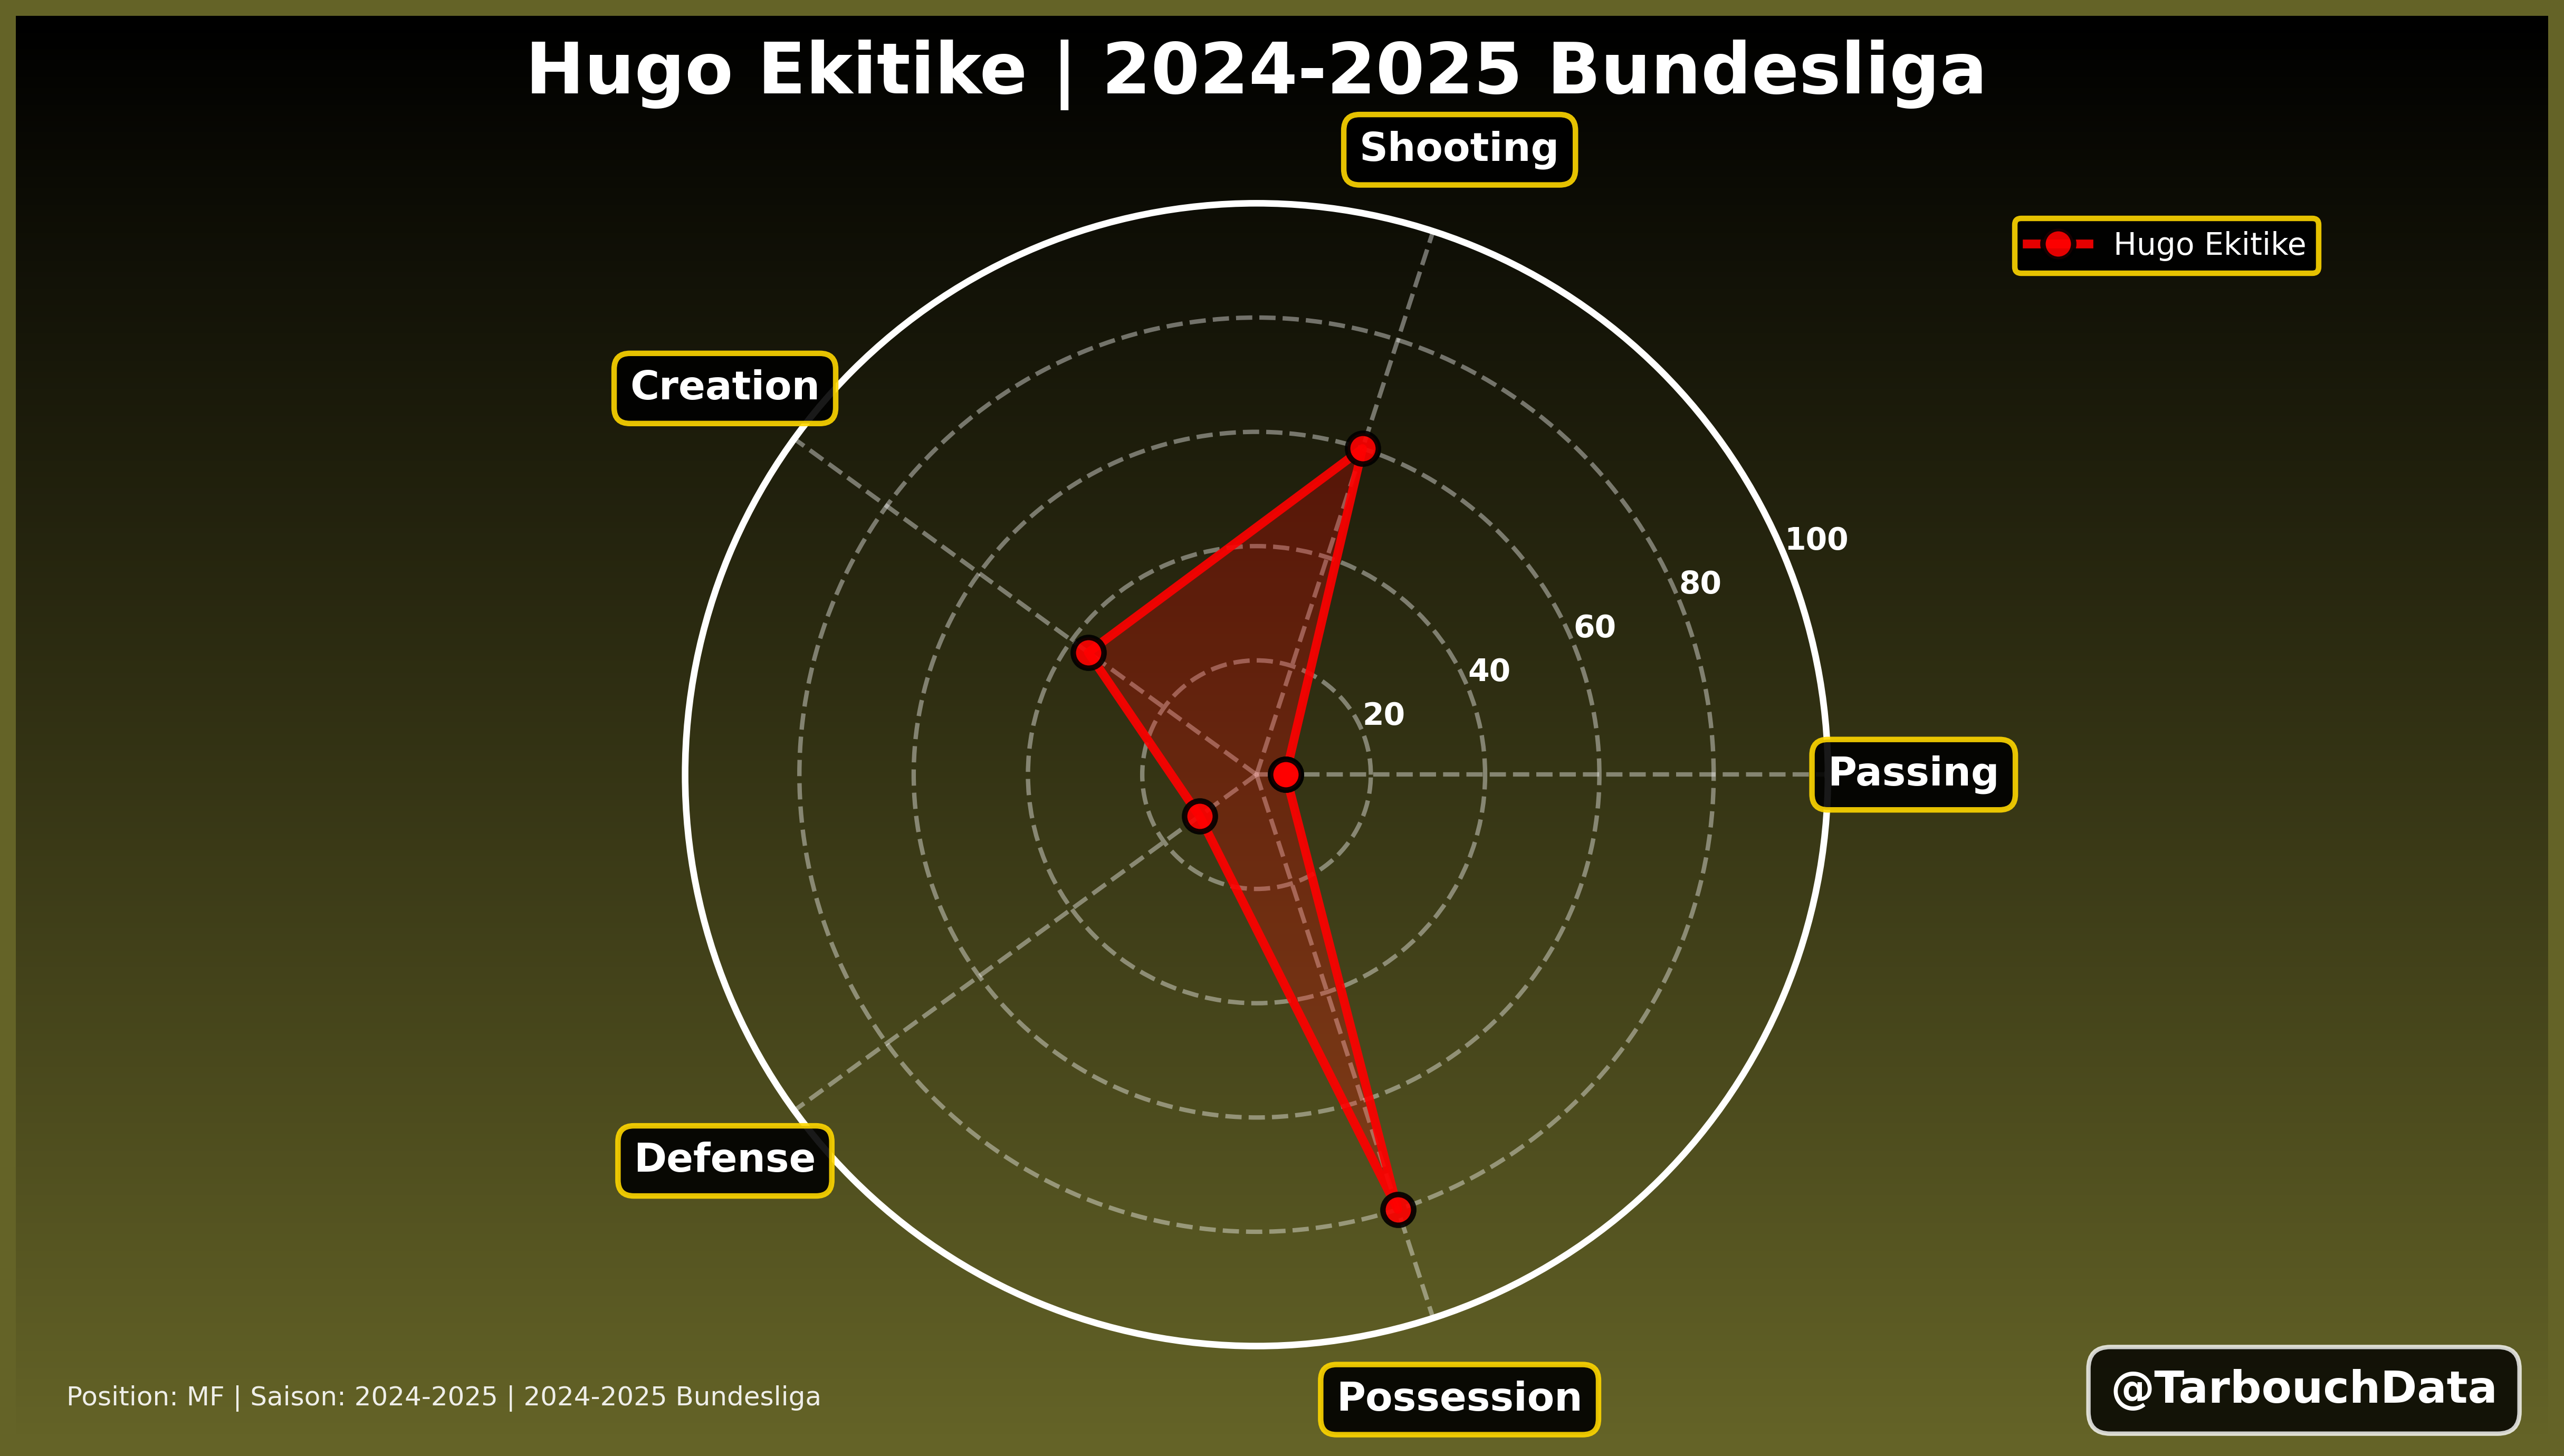 Hugo Ekitike | 2024-2025 Bundesliga
Shooting
Hugo Ekitike
Creation
100
80
60
40
20
Passing
Defense
Possession
Position: MF | Saison: 2024-2025 | 2024-2025 Bundesliga
@TarbouchData